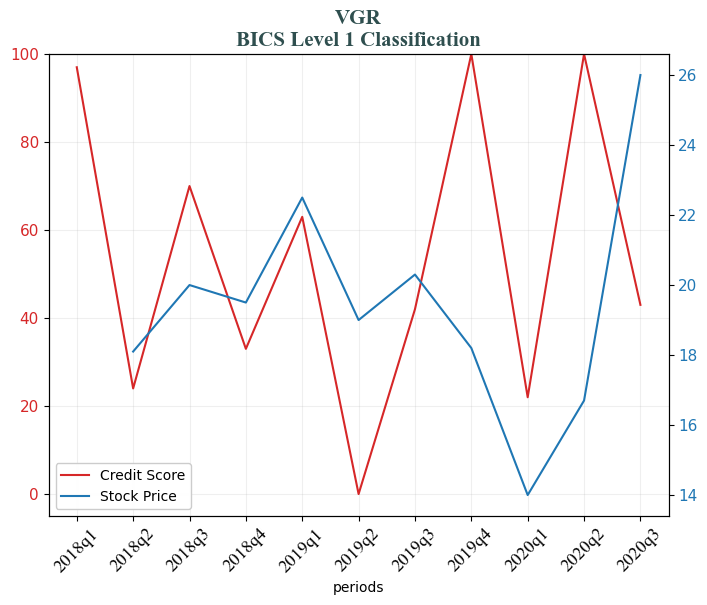 VGR
BICS Level 1 Classification
100
80
60
40
20
0
26
24
22
20
18
16
14
Credit Score
Stock Price
2018q1
2018q2
2018q3
2018q4
2019q1
2019q2
2019q3
2019q4
2020q1
2020q2
2020q3
periods